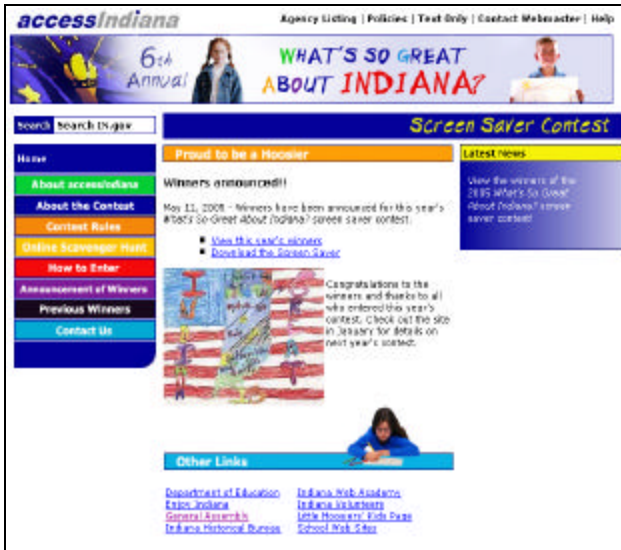 accessIndiana
Agency Listing | Policies | Text Only | Contact Webmaster | Help
6th Annual
WHAT'S SO GREAT
ABOUT INDIANA?
Search Search IN.gov
Screen Saver Contest
Home
About accessIndiana
About the Contest
Contest Rules
Online Scavenger Hunt
How to Enter
Announcement of Winners
Previous Winners
Contact Us
Proud to be a Hoosier
Winners announced!!
May 11, 2005 - Winners have been announced for this year's
What's So Great About Indiana? screen saver contest.
View this year's winners
Download the Screen Saver
Congratulations to the
winners and thanks to all
who entered this year's
contest. Check out the site
in January for details on
next year's contest.
Latest News
View the winners of the
2005 What's So Great
About Indiana? screen
saver contest!
Other Links
Department of Education
Enjoy Indiana
General Assembly
Indiana Historical Bureau
Indiana Web Academy
Indiana Volunteers
Little Hoosiers' Kids Page
School Web Sites